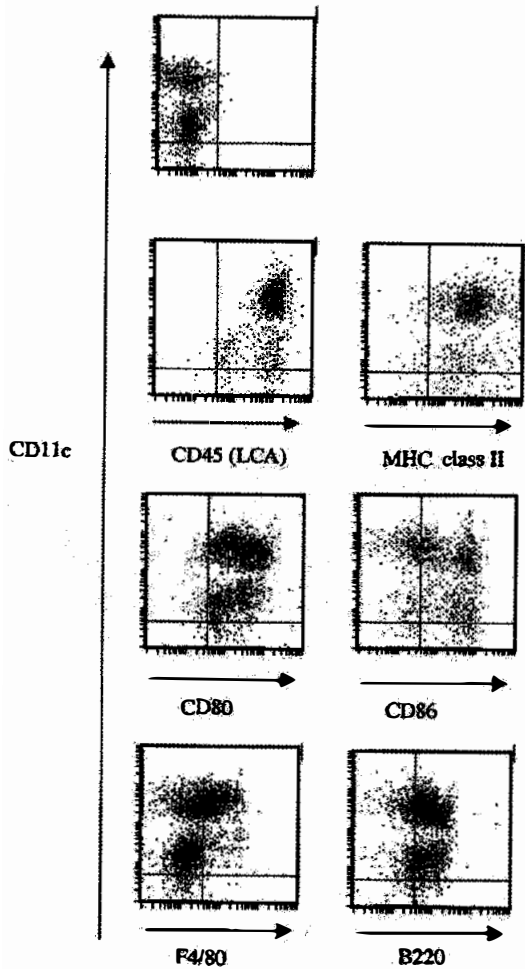 CD11c
CD45 (LCA)
MHC class II
CD80
CD86
F4/80
B220